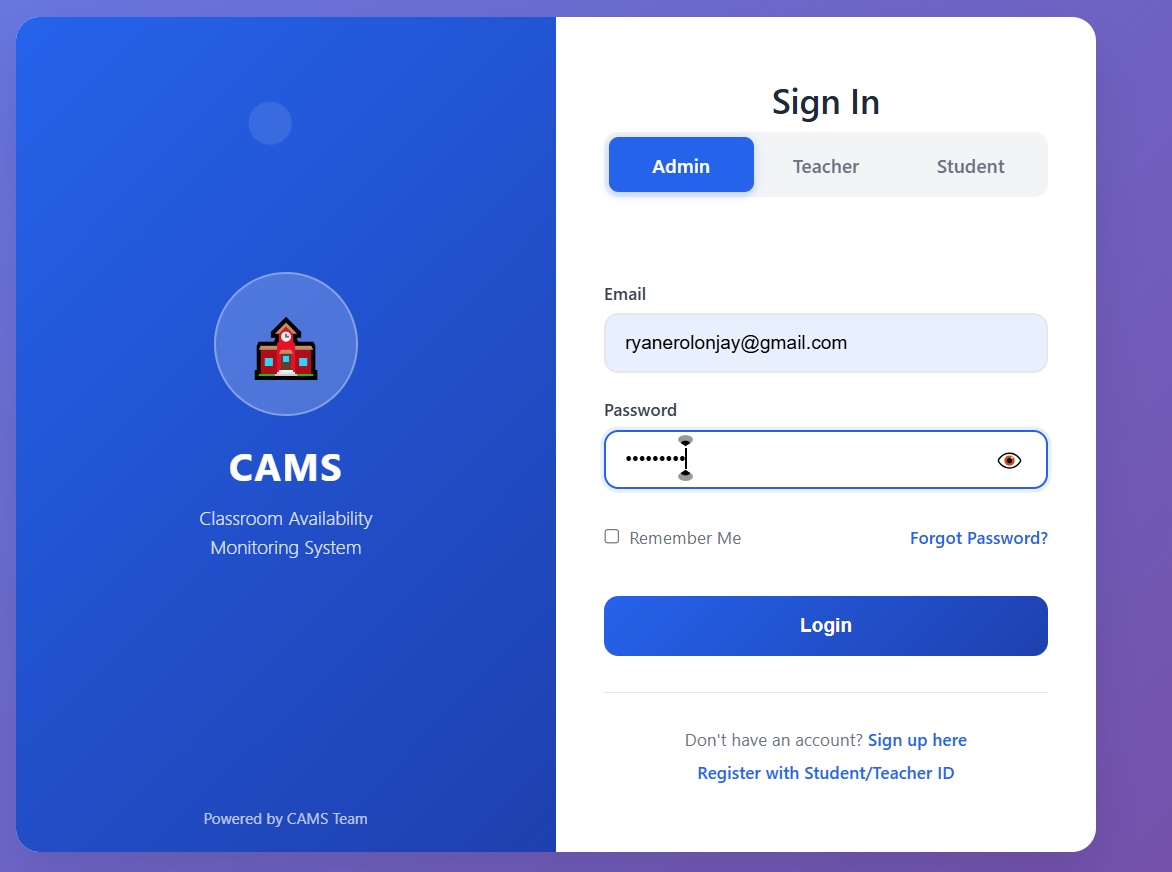 CAMS
Classroom Availability
Monitoring System
Powered by CAMS Team
Sign In
Admin
Teacher
Student
Email
ryanerolonjay@gmail.com
Password
•••••••••
Remember Me
Forgot Password?
Login
Don't have an account? Sign up here
Register with Student/Teacher ID